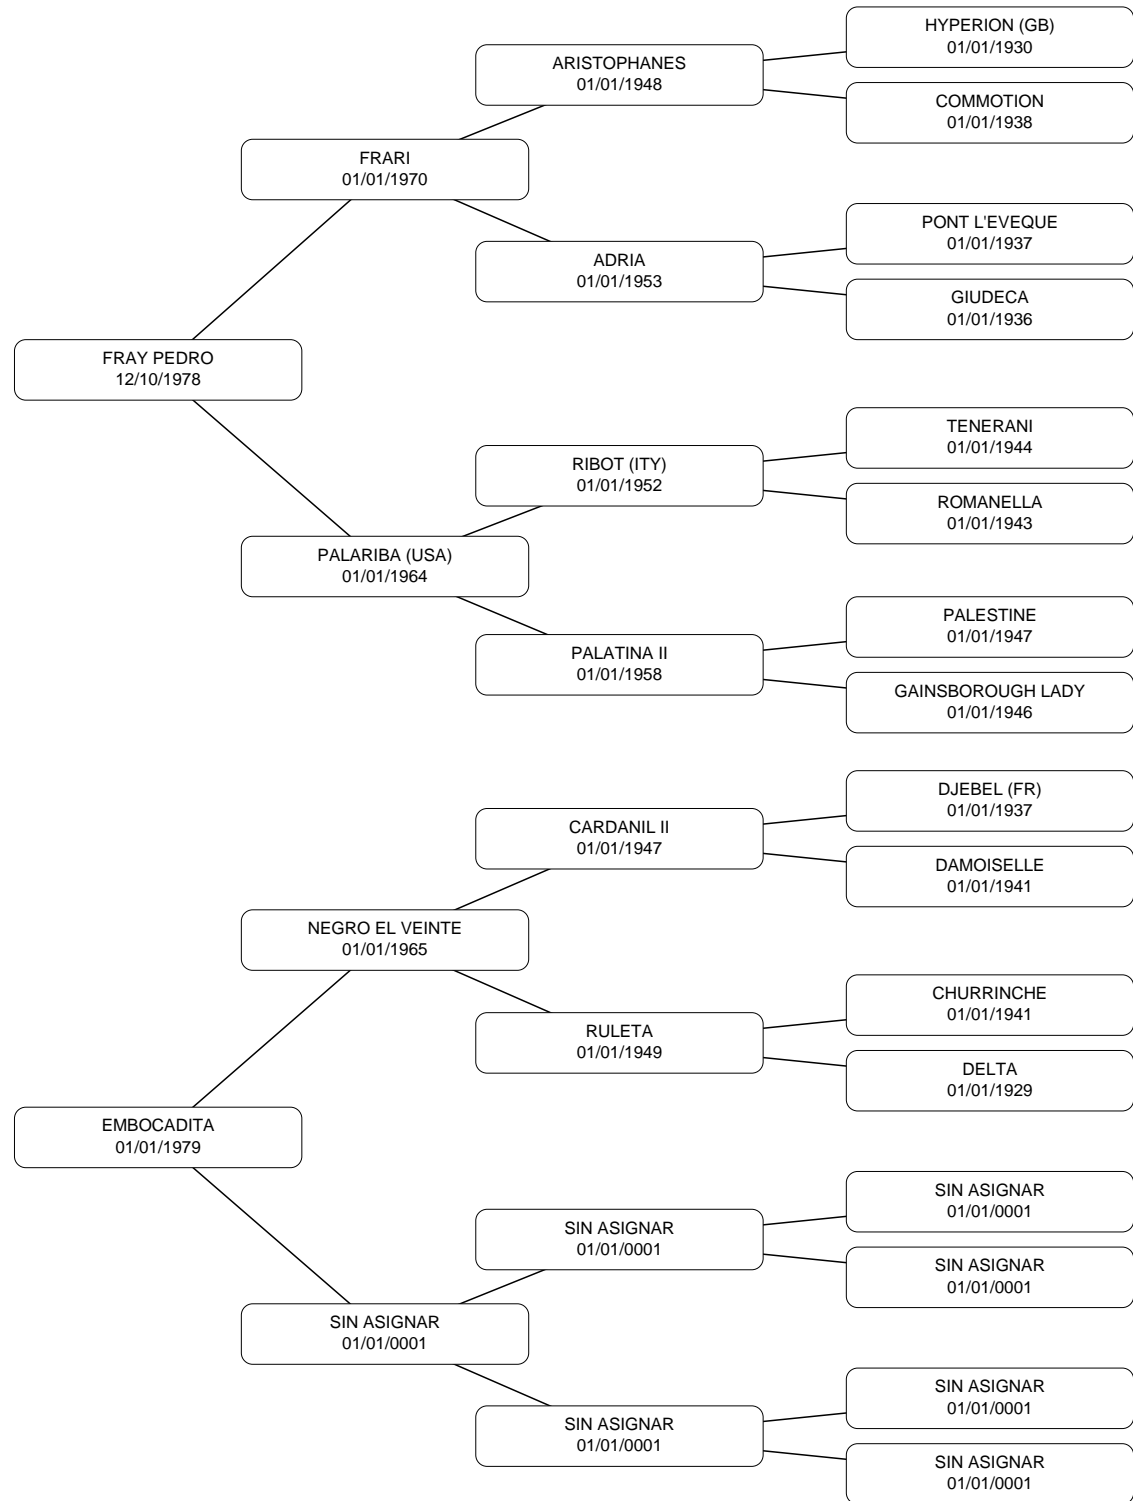 HYPERION (GB)
01/01/1930
ARISTOPHANES
01/01/1948
COMMOTION
01/01/1938
FRARI
01/01/1970
PONT L'EVEQUE
01/01/1937
ADRIA
01/01/1953
GIUDECA
01/01/1936
FRAY PEDRO
12/10/1978
TENERANI
01/01/1944
RIBOT (ITY)
01/01/1952
ROMANELLA
01/01/1943
PALARIBA (USA)
01/01/1964
PALESTINE
01/01/1947
PALATINA II
01/01/1958
GAINSBOROUGH LADY
01/01/1946
DJEBEL (FR)
01/01/1937
CARDANIL II
01/01/1947
DAMOISELLE
01/01/1941
NEGRO EL VEINTE
01/01/1965
CHURRINCHE
01/01/1941
RULETA
01/01/1949
DELTA
01/01/1929
EMBOCADITA
01/01/1979
SIN ASIGNAR
01/01/0001
SIN ASIGNAR
01/01/0001
SIN ASIGNAR
01/01/0001
SIN ASIGNAR
01/01/0001
SIN ASIGNAR
01/01/0001
SIN ASIGNAR
01/01/0001
SIN ASIGNAR
01/01/0001